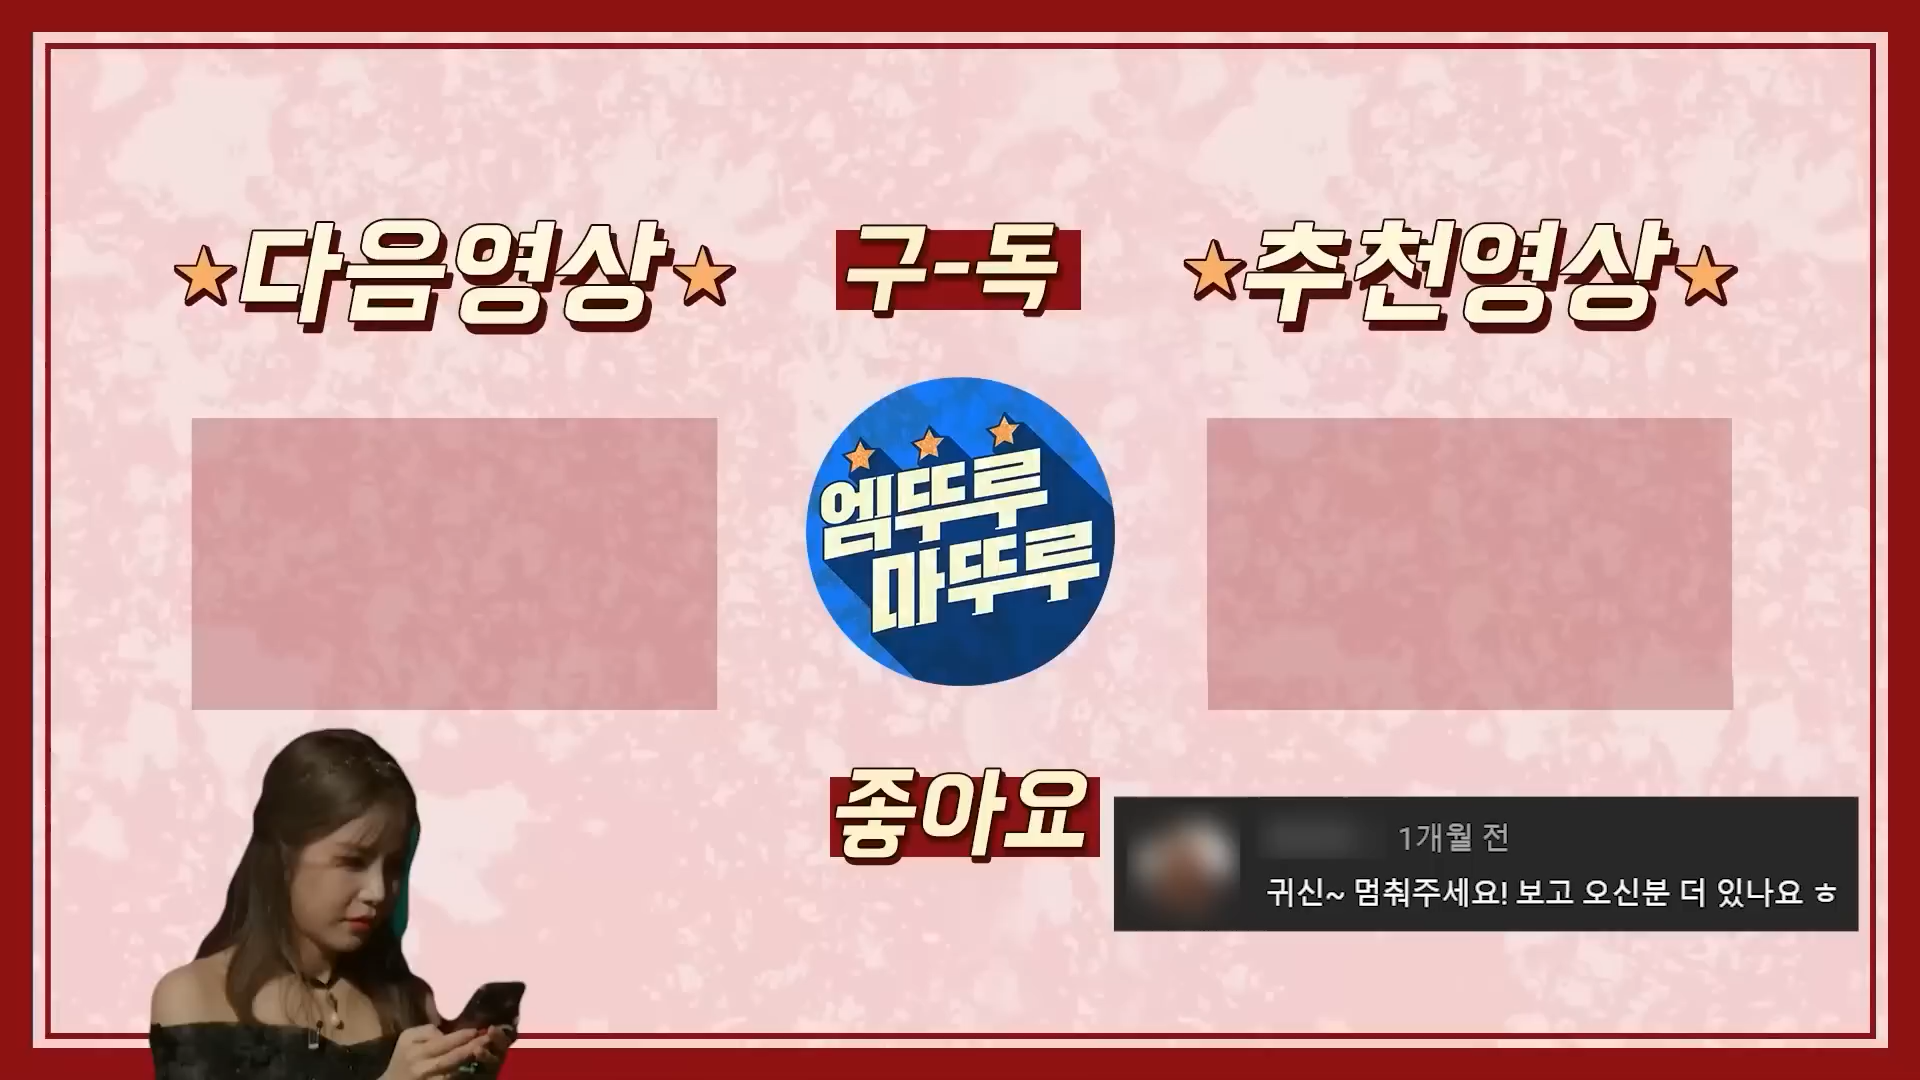 다음영상
구-독
추천영상
엠뚜루
마뚜루
좋아요
1개월 전
귀신~ 멈춰주세요! 보고 오신분 더 있나요 ㅎ